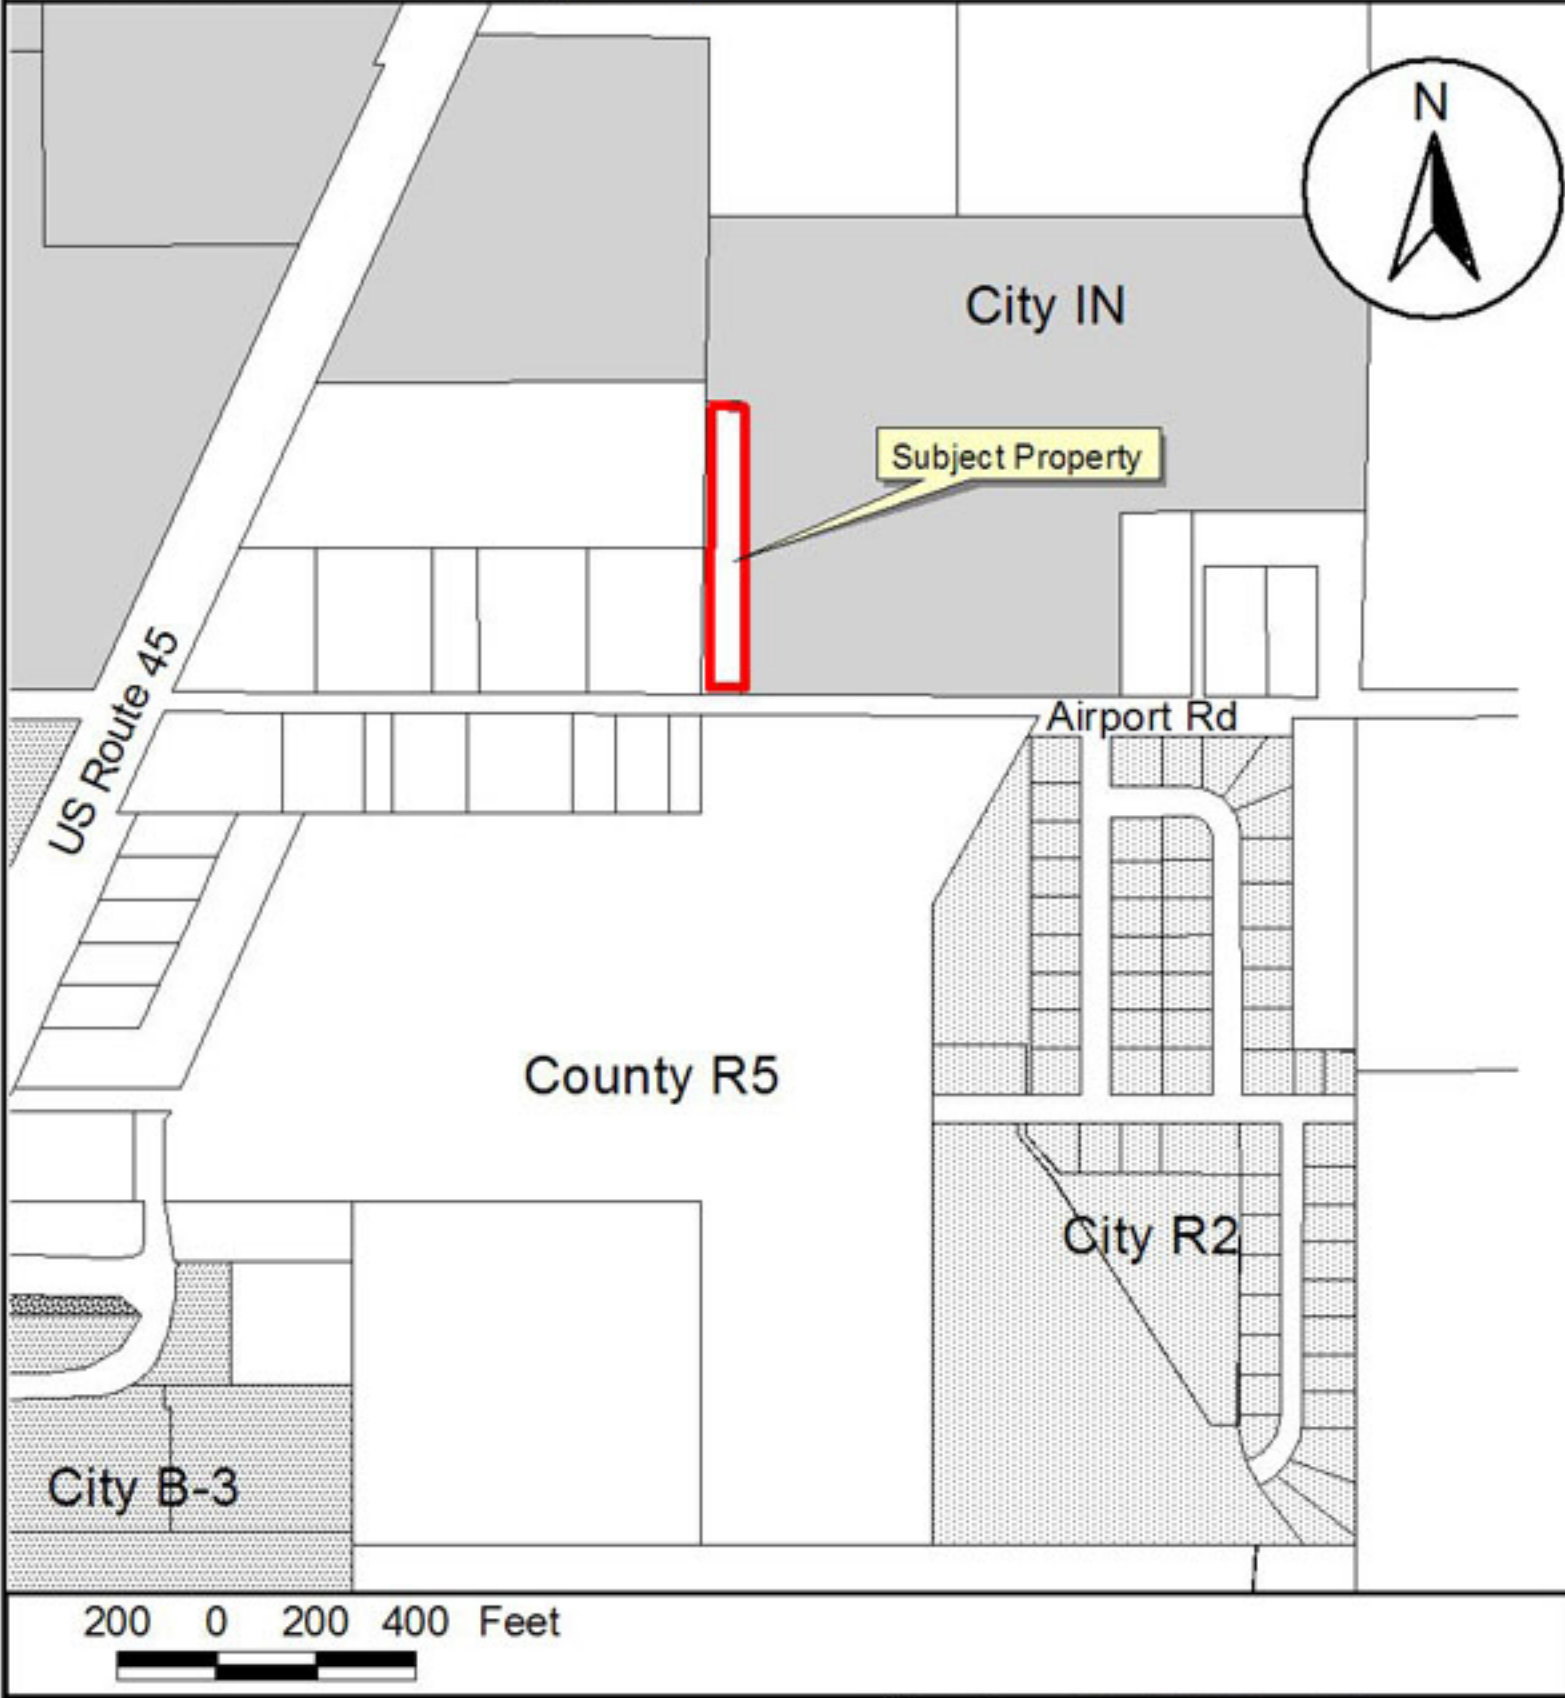 N
City IN
Subject Property
US Route 45
Airport Rd
County R5
City R2
City B-3
200 0 200 400 Feet